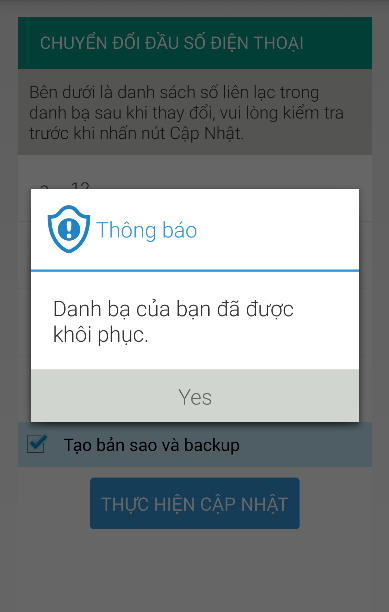 CHUYỂN ĐỔI ĐẦU SỐ ĐIỆN THOẠI
Bên dưới là danh sách số liên lạc trong
danh bạ sau khi thay đổi, vui lòng kiểm tra
trước khi nhấn nút Cập Nhật.
Thông báo
Danh bạ của bạn đã được
khôi phục.
Yes
Tạo bản sao và backup
THỰC HIỆN CẬP NHẬT